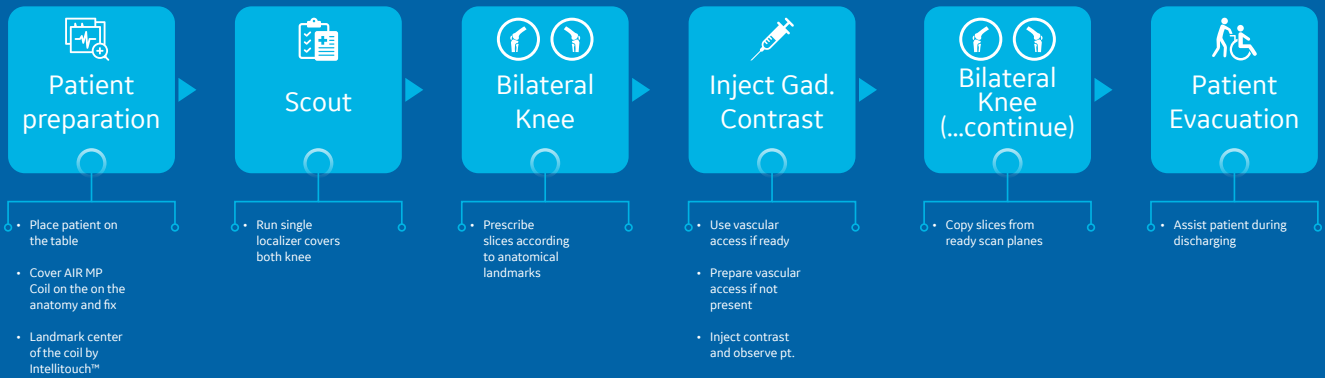 Patient
preparation
Scout
Bilateral
Knee
Inject Gad.
Contrast
Bilateral
Knee
(...continue)
Patient
Evacuation
• Place patient on
the table
• Cover AIR MP
Coil on the on the
anatomy and fix
• Landmark center
of the coil by
Intellitouch™
• Run single
localizer covers
both knee
• Prescribe
slices according
to anatomical
landmarks
• Use vascular
access if ready
• Prepare vascular
access if not
present
• Inject contrast
and observe pt.
• Copy slices from
ready scan planes
• Assist patient during
discharging